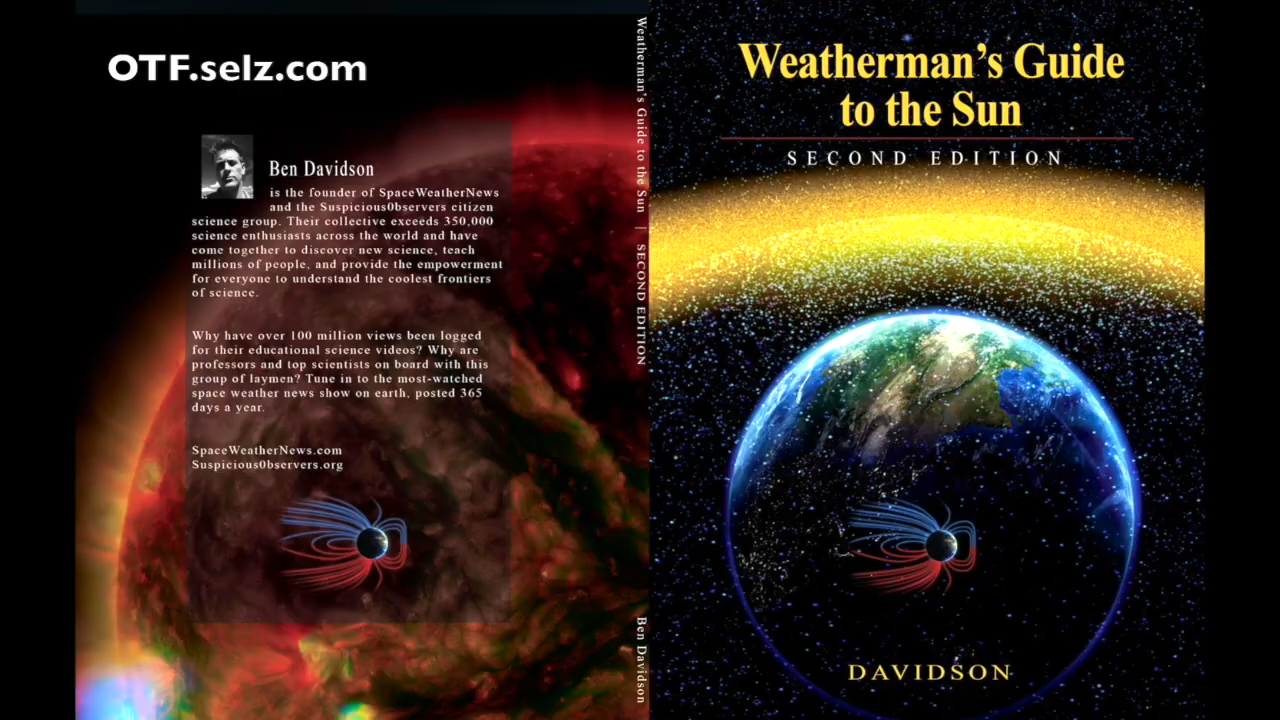 OTF.selz.com
Ben Davidson
is the founder of SpaceWeatherNews
and the Suspicious0bservers citizen
science group. Their collective exceeds 350,000
science enthusiasts across the world and have
come together to discover new science, teach
millions of people, and provide the empowerment
for everyone to understand the coolest frontiers
of science.
Why have over 100 million views been logged
for their educational science videos? Why are
professors and top scientists on board with this
group of laymen? Tune in to the most-watched
space weather news show on earth, posted 365
days a year.
SpaceWeatherNews.com
Suspicious0bservers.org
Weatherman's Guide to the Sun | SECOND EDITION
Ben Davidson
Weatherman's Guide
to the Sun
SECOND EDITION
DAVIDSON